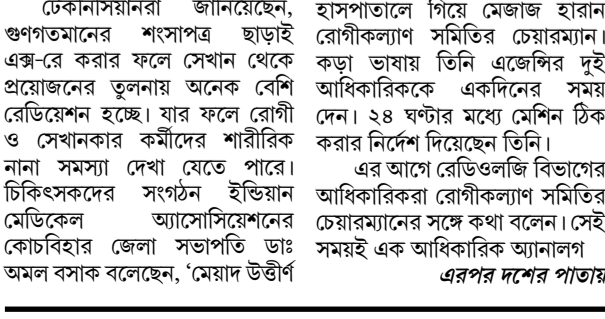 টেকনিসিয়ানরা জানিয়েছেন,
গুণগতমানের শংসাপত্র ছাড়াই
এক্স-রে করার ফলে সেখান থেকে
প্রয়োজনের তুলনায় অনেক বেশি
রেডিয়েশন হচ্ছে। যার ফলে রোগী
ও সেখানকার কর্মীদের শারীরিক
নানা সমস্যা দেখা যেতে পারে।
চিকিৎসকদের সংগঠন ইন্ডিয়ান
মেডিকেল অ্যাসোসিয়েশনের
কোচবিহার জেলা সভাপতি ডাঃ
অমল বসাক বলেছেন, ‘মেয়াদ উত্তীর্ণ
হাসপাতালে গিয়ে মেজাজ হারান
রোগীকল্যাণ সমিতির চেয়ারম্যান।
কড়া ভাষায় তিনি এজেন্সির দুই
আধিকারিককে একদিনের সময়
দেন। ২৪ ঘণ্টার মধ্যে মেশিন ঠিক
করার নির্দেশ দিয়েছেন তিনি।
এর আগে রেডিওলজি বিভাগের
আধিকারিকরা রোগীকল্যাণ সমিতির
চেয়ারম্যানের সঙ্গে কথা বলেন। সেই
সময়ই এক আধিকারিক অ্যানালগ
এরপর দশের পাতায়